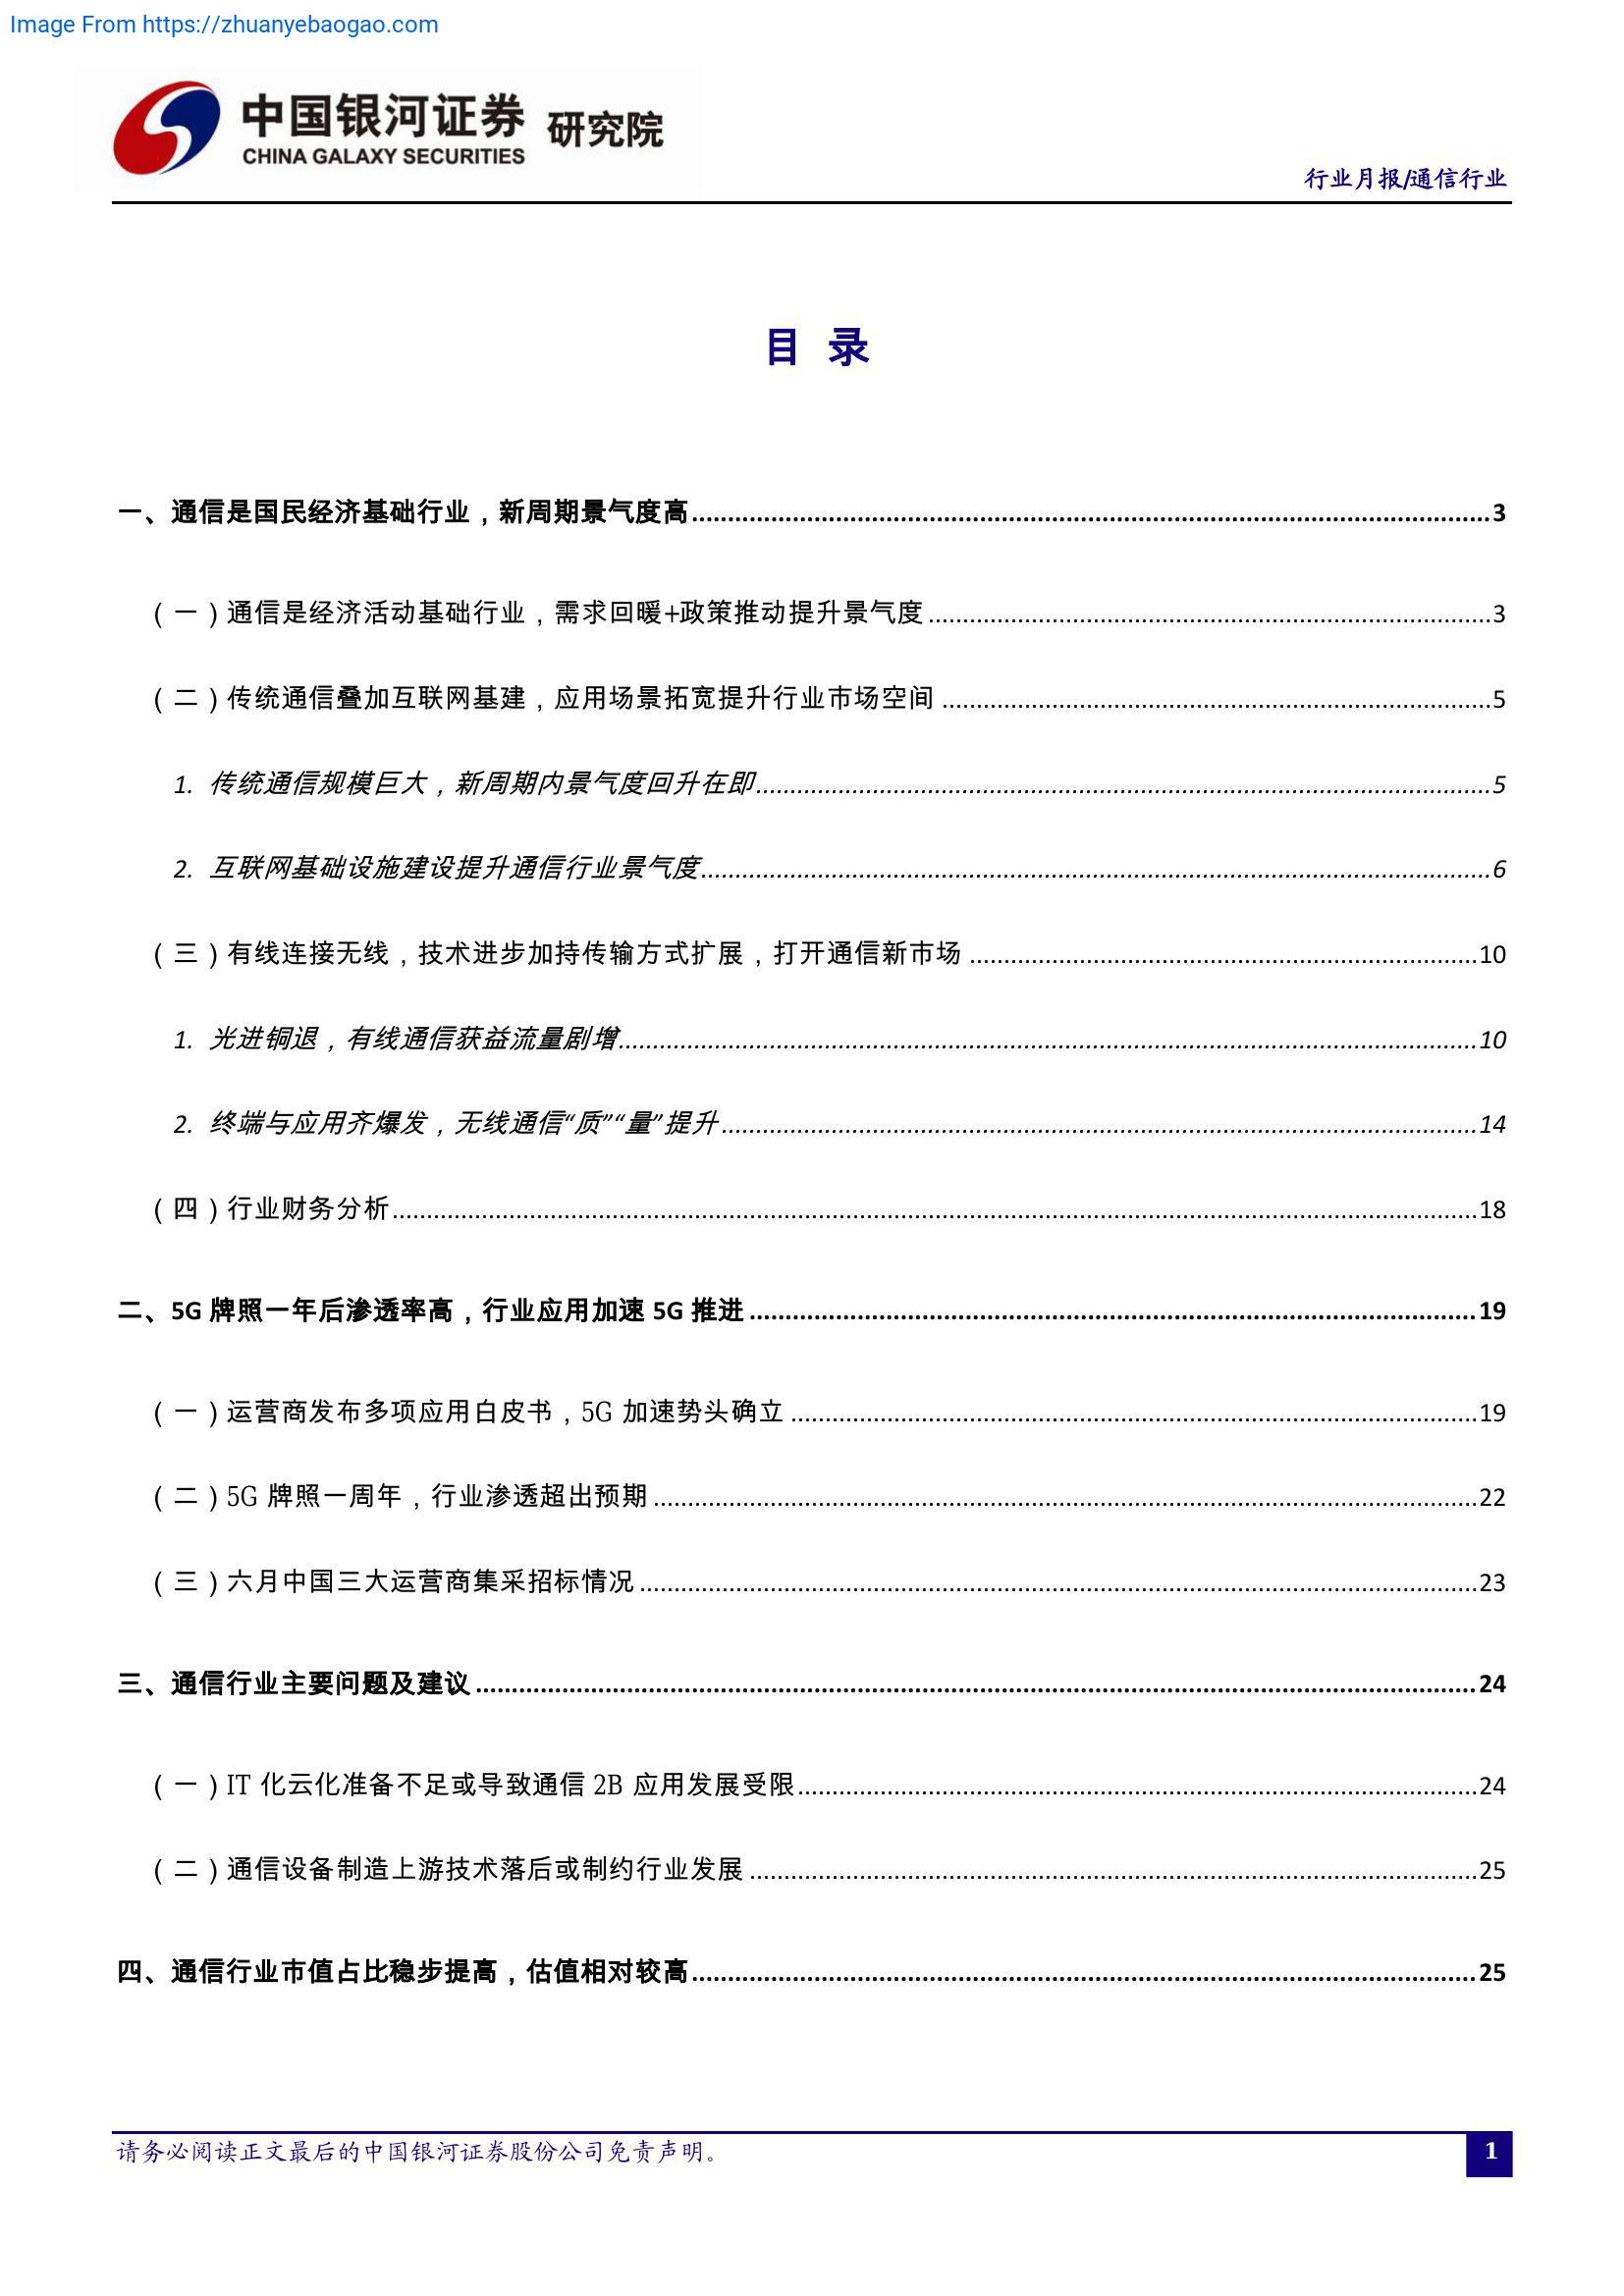 Image From https://zhuanyebaogao.com
中国银河证券 研究院
CHINA GALAXY SECURITIES
行业月报/通信行业
目 录
一、通信是国民经济基础行业，新周期景气度高 3
（一）通信是经济活动基础行业，需求回暖+政策推动提升景气度 3
（二）传统通信叠加互联网基建，应用场景拓宽提升行业市场空间 5
1. 传统通信规模巨大，新周期内景气度回升在即 5
2. 互联网基础设施建设提升通信行业景气度 6
（三）有线连接无线，技术进步加持传输方式扩展，打开通信新市场 10
1. 光进铜退，有线通信获益流量剧增 10
2. 终端与应用齐爆发，无线通信“质”“量”提升 14
（四）行业财务分析 18
二、5G 牌照一年后渗透率高，行业应用加速 5G 推进 19
（一）运营商发布多项应用白皮书，5G 加速势头确立 19
（二）5G 牌照一周年，行业渗透超出预期 22
（三）六月中国三大运营商集采招标情况 23
三、通信行业主要问题及建议 24
（一）IT 化云化准备不足或导致通信 2B 应用发展受限 24
（二）通信设备制造上游技术落后或制约行业发展 25
四、通信行业市值占比稳步提高，估值相对较高 25
请务必阅读正文最后的中国银河证券股份公司免责声明。
1